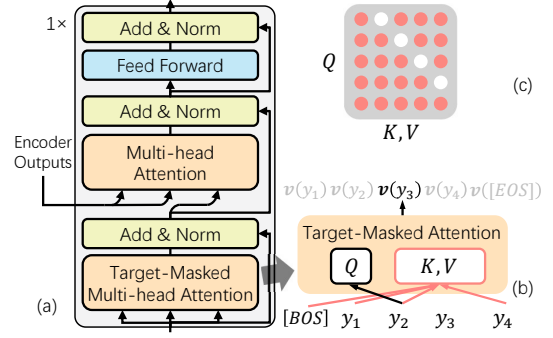 1×
Add & Norm
Feed Forward
Add & Norm
Encoder
Outputs
Multi-head
Attention
Add & Norm
Target-Masked
Multi-head Attention
(a)
Q
K, V
(c)
v(y₁) v(y₂) v(y₃) v(y₄) v([EOS])
Target-Masked Attention
Q
K, V
(b)
[BOS] y₁ y₂ y₃ y₄